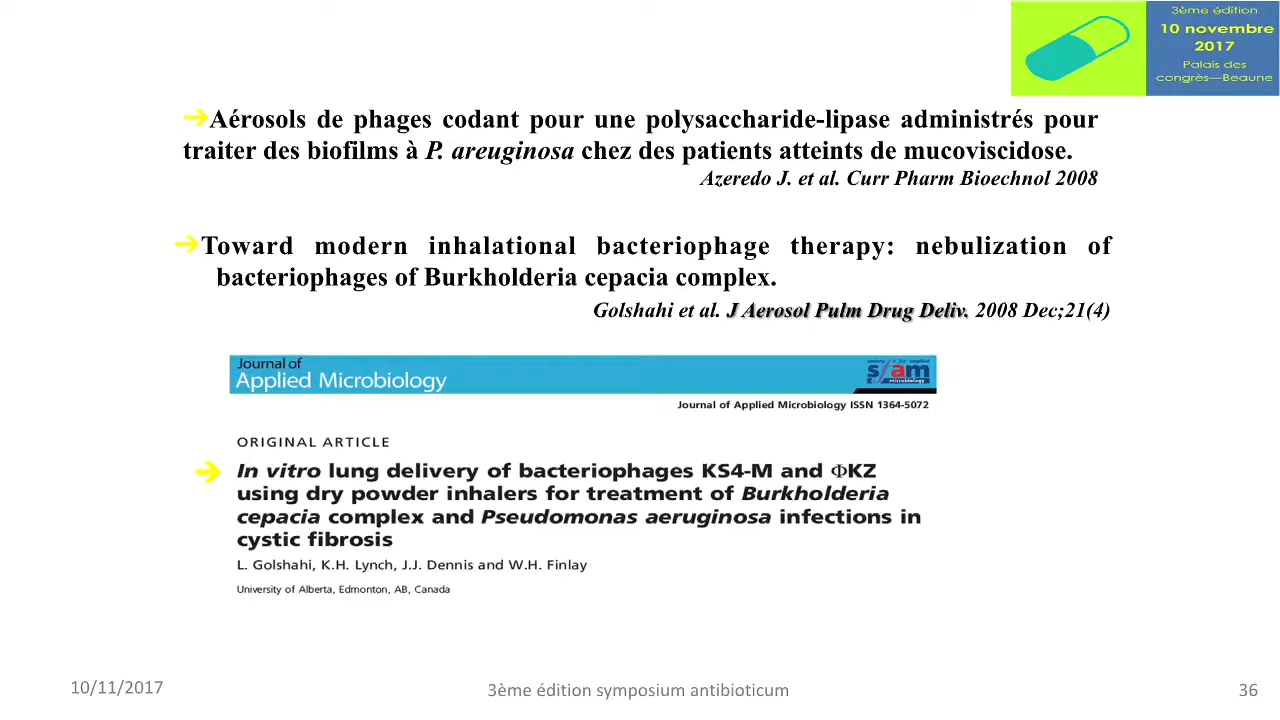 3ème édition
10 novembre
2017
Palais des
congrès—Beaune
➔Aérosols de phages codant pour une polysaccharide-lipase administrés pour
traiter des biofilms à P. areuginosa chez des patients atteints de mucoviscidose.
Azeredo J. et al. Curr Pharm Bioechnol 2008
➔Toward modern inhalational bacteriophage therapy: nebulization of
bacteriophages of Burkholderia cepacia complex.
Golshahi et al. J Aerosol Pulm Drug Deliv. 2008 Dec;21(4)
Journal of
Applied Microbiology
society for applied
sfam
microbiology
Journal of Applied Microbiology ISSN 1364-5072
ORIGINAL ARTICLE
➔ In vitro lung delivery of bacteriophages KS4-M and ΦKZ
using dry powder inhalers for treatment of Burkholderia
cepacia complex and Pseudomonas aeruginosa infections in
cystic fibrosis
L. Golshahi, K.H. Lynch, J.J. Dennis and W.H. Finlay
University of Alberta, Edmonton, AB, Canada
10/11/2017
3ème édition symposium antibioticum
36